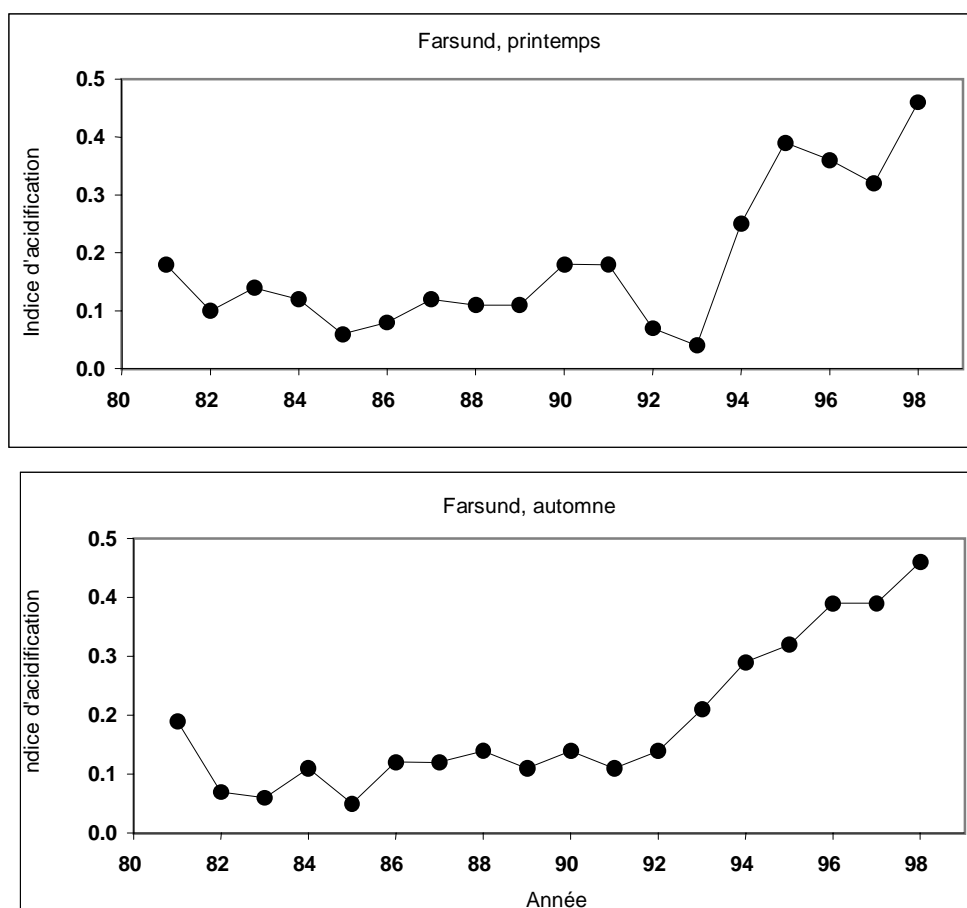 Farsund, printemps
0.5
0.4
0.3
0.2
0.1
0.0
Indice d'acidification
80 82 84 86 88 90 92 94 96 98
Farsund, automne
0.5
0.4
0.3
0.2
0.1
0.0
ndice d'acidification
80 82 84 86 88 90 92 94 96 98
Année